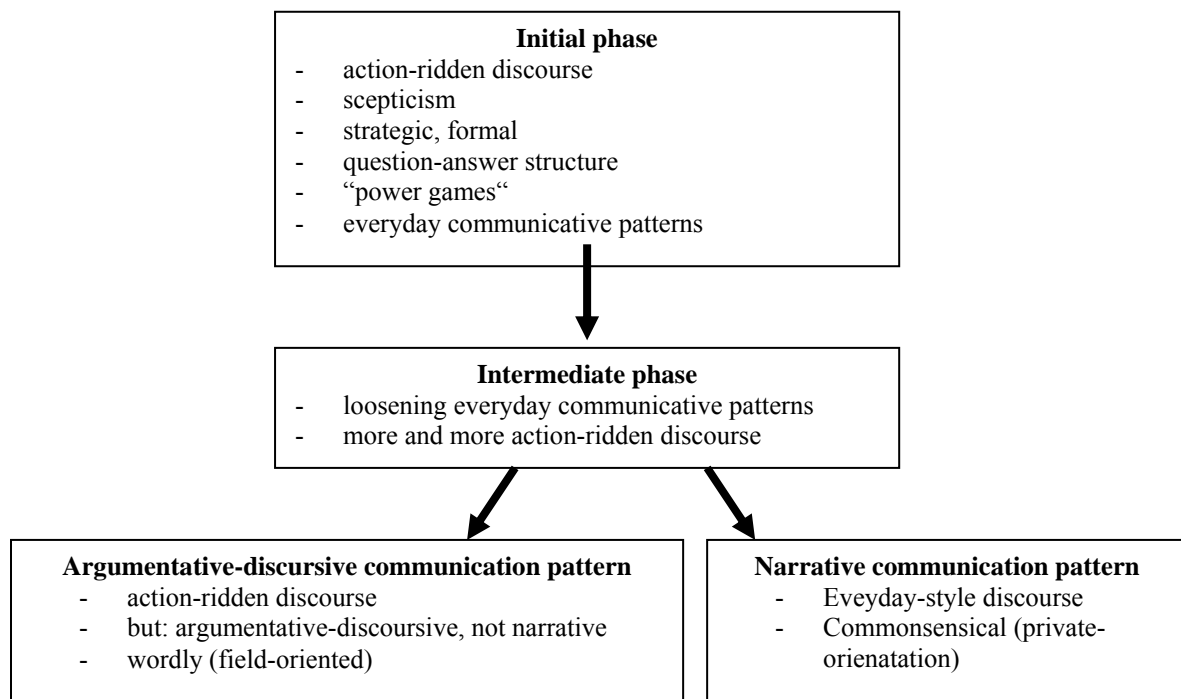 Initial phase
- action-ridden discourse
- scepticism
- strategic, formal
- question-answer structure
- “power games“
- everyday communicative patterns
Intermediate phase
- loosening everyday communicative patterns
- more and more action-ridden discourse
Argumentative-discursive communication pattern
- action-ridden discourse
- but: argumentative-discoursive, not narrative
- wordly (field-oriented)
Narrative communication pattern
- Eveyday-style discourse
- Commonsensical (private-
orienatation)